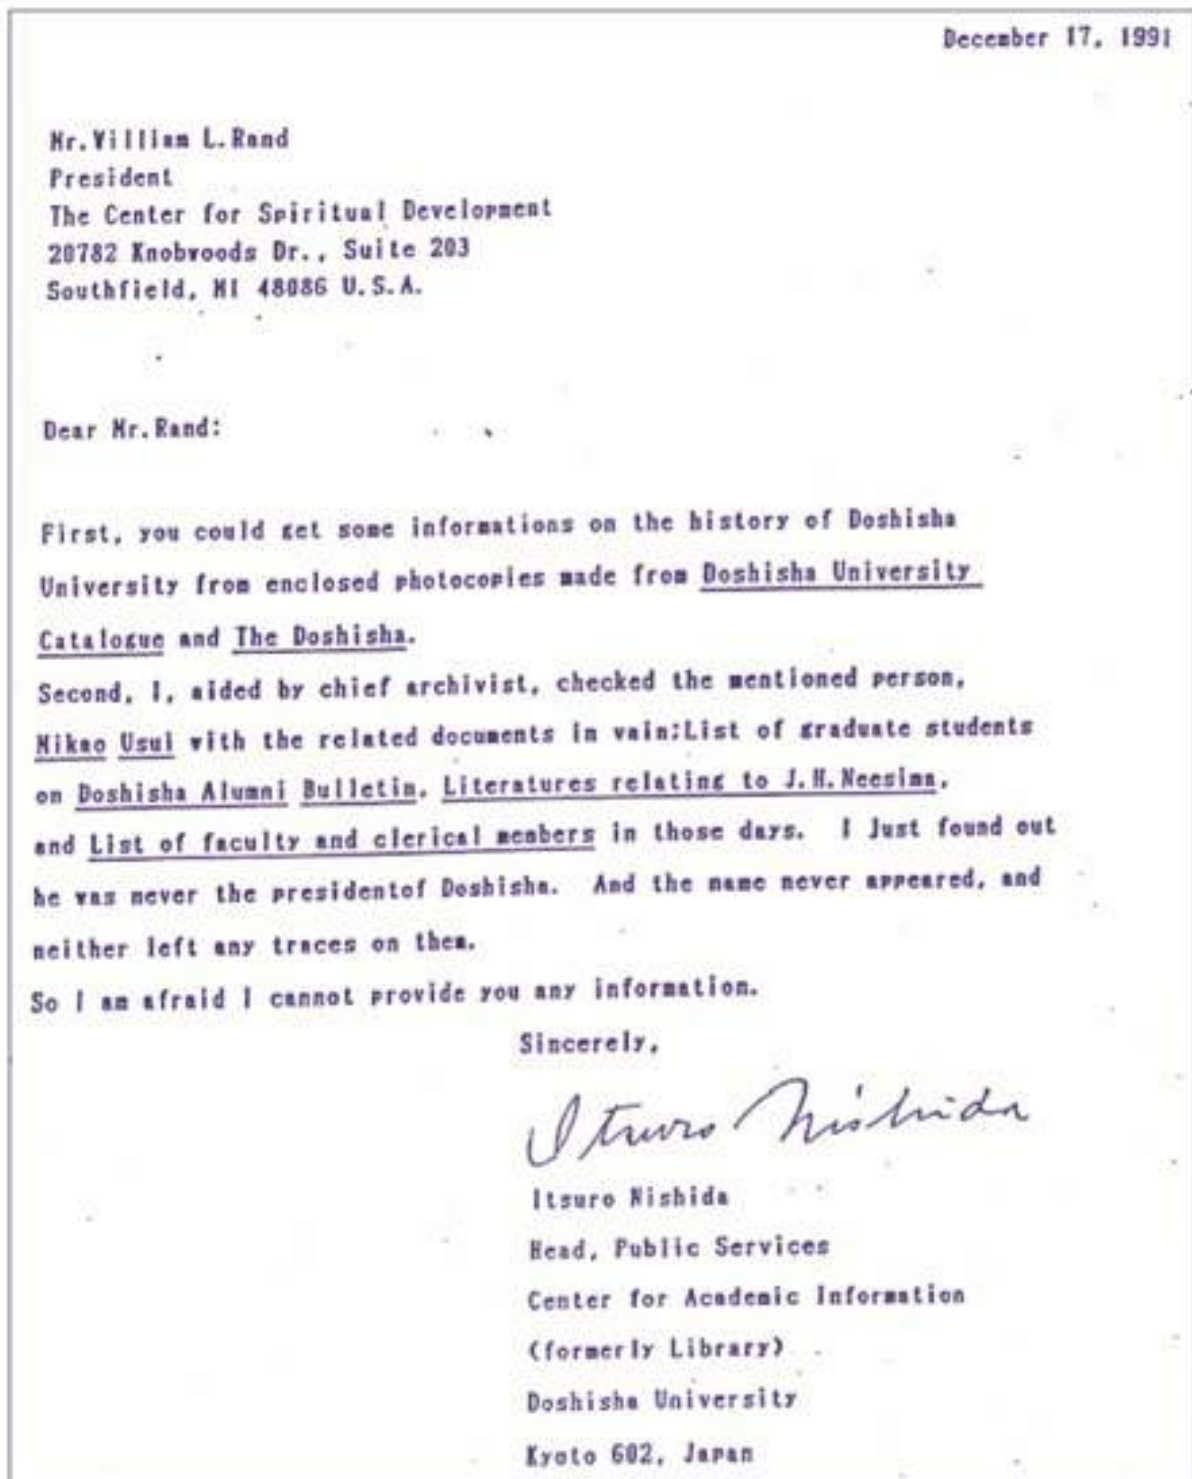 December 17, 1991
Mr.William L.Rand
President
The Center for Spiritual Development
20782 Knobwoods Dr., Suite 203
Southfield, MI 48086 U.S.A.
Dear Mr.Rand:
First, you could get some informations on the history of Doshisha
University from enclosed photocopies made from Doshisha University
Catalogue and The Doshisha.
Second, I, aided by chief archivist, checked the mentioned person,
Mikao Usui with the related documents in vain;List of graduate students
on Doshisha Alumni Bulletin, Literatures relating to J.H.Neesima,
and List of faculty and clerical members in those days. I Just found out
he was never the presidentof Doshisha. And the name never appeared, and
neither left any traces on them.
So I am afraid I cannot provide you any information.
Sincerely,
Itsuro Nishida
Itsuro Nishida
Head, Public Services
Center for Academic Information
(formerly Library)
Doshisha University
Kyoto 602, Japan